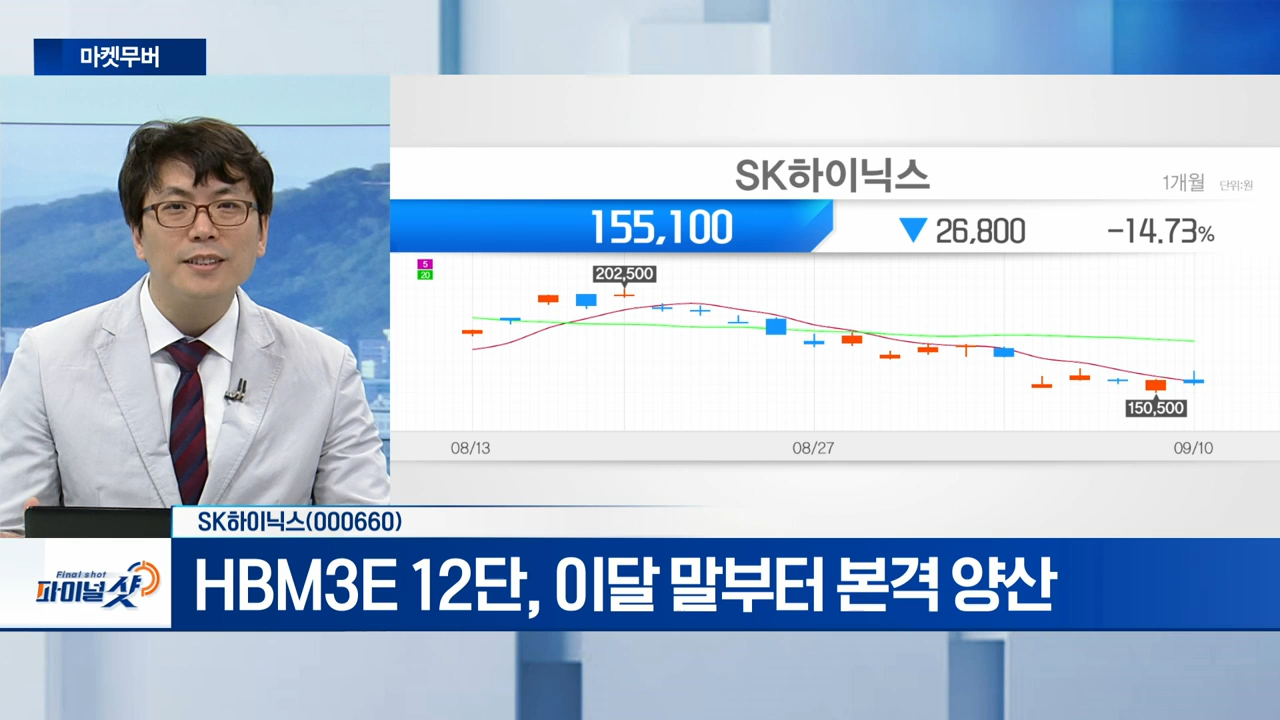 마켓무버
SK하이닉스
1개월 단위:원
155,100 ▼ 26,800 -14.73%
5
20
202,500
150,500
08/13 08/27 09/10
SK하이닉스(000660)
Final shot
파이널샷
HBM3E 12단, 이달 말부터 본격 양산